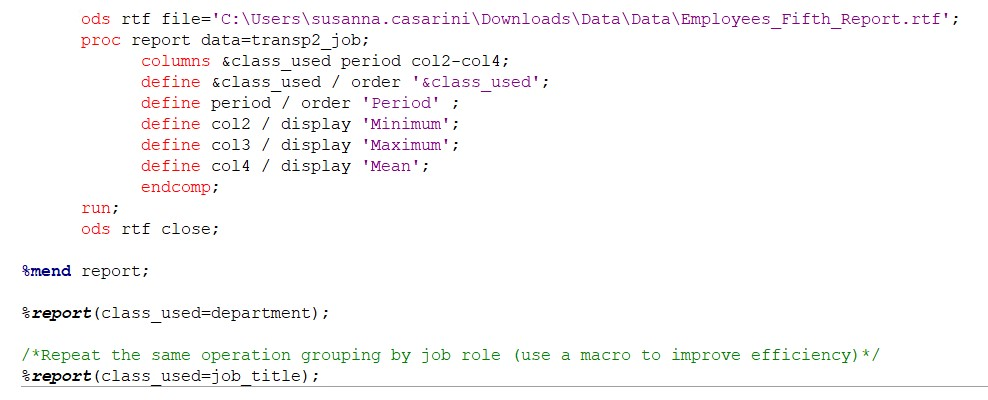 ods rtf file='C:\Users\susanna.casarini\Downloads\Data\Data\Employees_Fifth_Report.rtf';
proc report data=transp2_job;
columns &class_used period col2-col4;
define &class_used / order '&class_used';
define period / order 'Period' ;
define col2 / display 'Minimum';
define col3 / display 'Maximum';
define col4 / display 'Mean';
endcomp;
run;
ods rtf close;
%mend report;
%report(class_used=department);
/*Repeat the same operation grouping by job role (use a macro to improve efficiency)*/
%report(class_used=job_title);